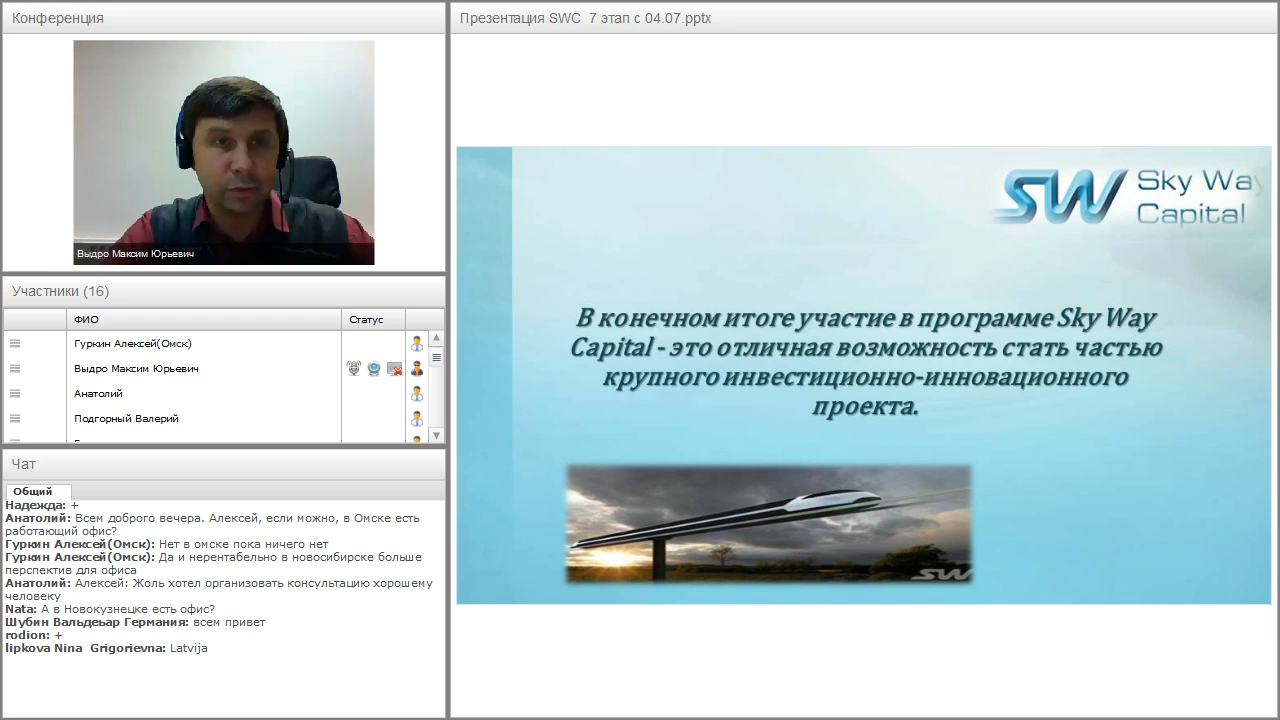 Конференция
Выдро Максим Юрьевич
Участники (16)
ФИО
Статус
Гуркин Алексей(Омск)
Выдро Максим Юрьевич
Анатолий
Подгорный Валерий
Чат
Общий
Надежда: +
Анатолий: Всем доброго вечера. Алексей, если можно, в Омске есть
работающий офис?
Гуркин Алексей(Омск): Нет в омске пока ничего нет
Гуркин Алексей(Омск): Да и нерентабельно в новосибирске больше
перспектив для офиса
Анатолий: Алексей: Жоль хотел организовать консультацию хорошему
человеку
Nata: А в Новокузнецке есть офис?
Шубин Вальдеьар Германия: всем привет
rodion: +
lipkova Nina Grigorievna: Latvija
Презентация SWC 7 этап с 04.07.pptx
SW Sky Way
Capital
В конечном итоге участие в программе Sky Way
Capital - это отличная возможность стать частью
крупного инвестиционно-инновационного
проекта.
SW